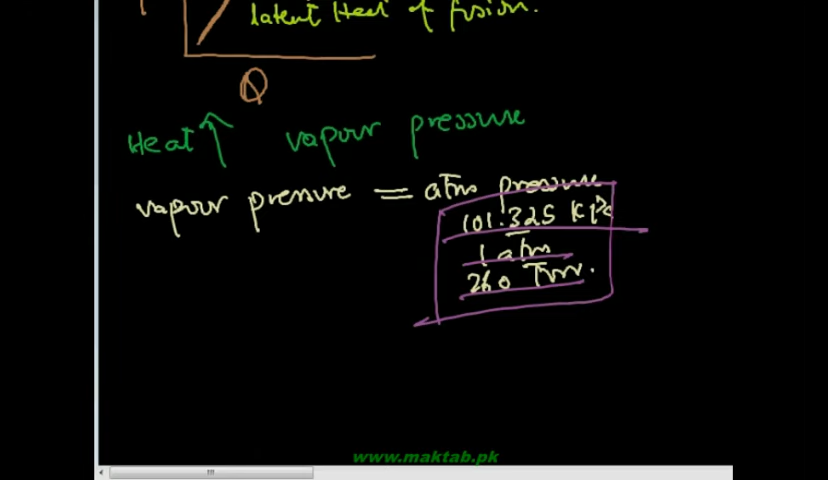 latent Heat of fusion.
Q
Heat ↑ vapour pressure
vapour pressure = atm pressure
101.325 KPa
1 atm
260 Torr.
www.maktab.pk